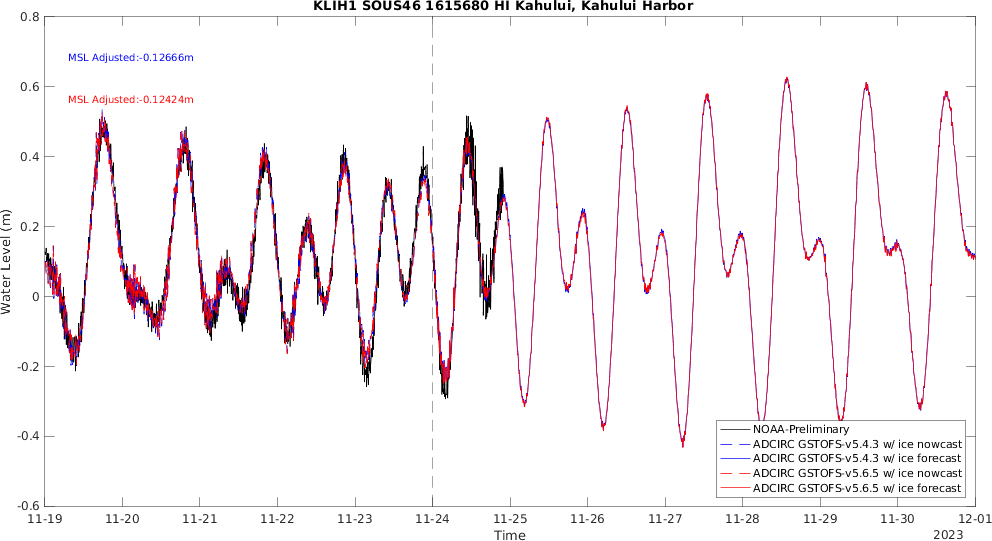 KLIH1 SOUS46 1615680 HI Kahului, Kahului Harbor
0.8
MSL Adjusted:-0.12666m
0.6
MSL Adjusted:-0.12424m
0.4
0.2
0
-0.2
-0.4
-0.6
Water Level (m)
NOAA-Preliminary
ADCIRC GSTOFS-v5.4.3 w/ ice nowcast
ADCIRC GSTOFS-v5.4.3 w/ ice forecast
ADCIRC GSTOFS-v5.6.5 w/ ice nowcast
ADCIRC GSTOFS-v5.6.5 w/ ice forecast
11-19 11-20 11-21 11-22 11-23 11-24 11-25 11-26 11-27 11-28 11-29 11-30 12-01
Time
2023